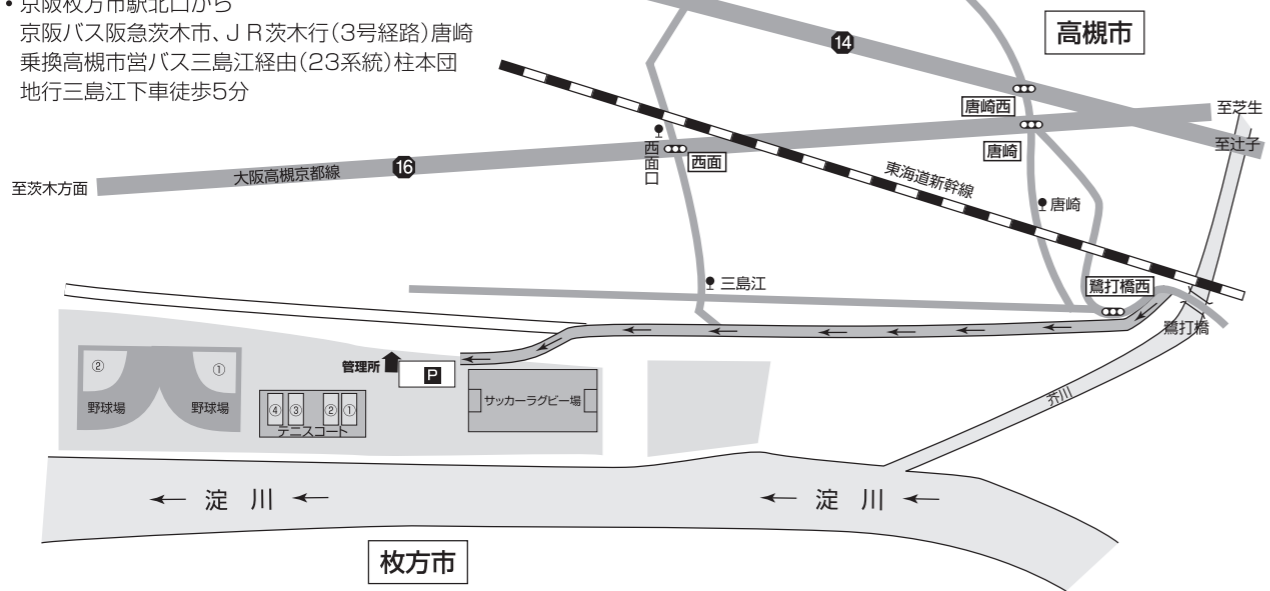 • 京阪枚方市駅北口から
京阪バス阪急茨木市、ＪＲ茨木行（3号経路）唐崎
乗換高槻市営バス三島江経由（23系統）柱本団
地行三島江下車徒歩5分
高槻市
14
唐崎西
至芝生
唐崎
至辻子
西面口
西面
16
大阪高槻京都線
至茨木方面
東海道新幹線
唐崎
三島江
鷺打橋西
鷺打橋
管理所
P
②
①
野球場
野球場
④
③
②
①
テニスコート
サッカーラグビー場
芥川
淀川
淀川
枚方市